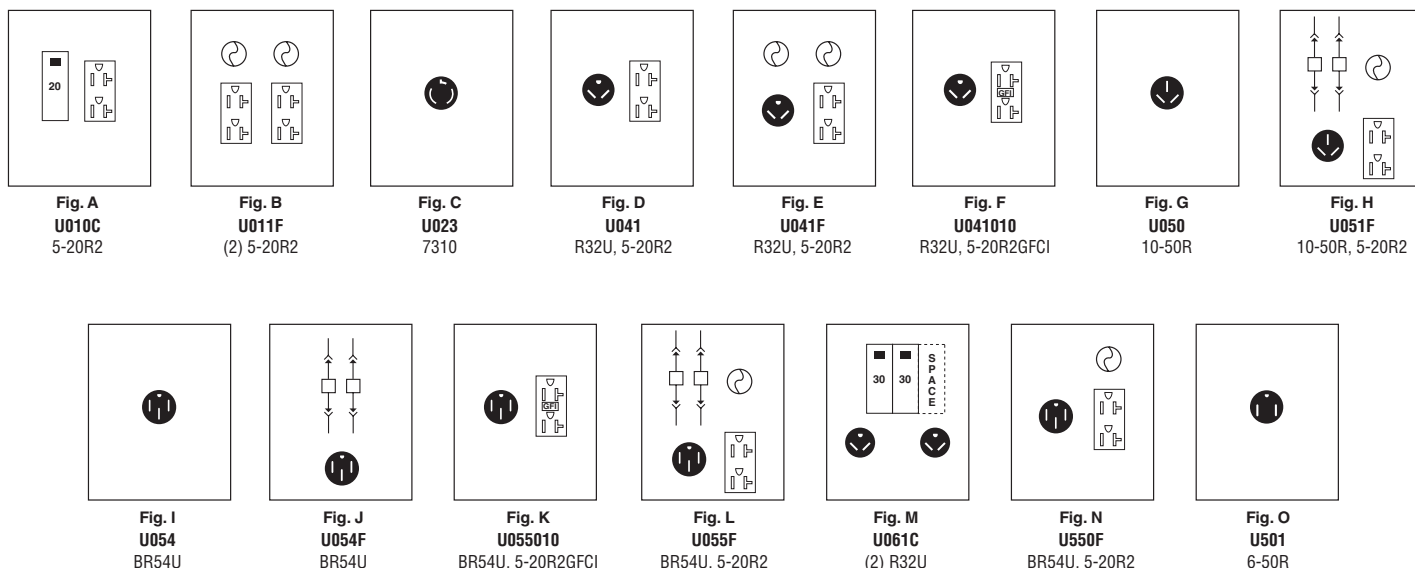 20
GFI
30 30 SPACE
Fig. A Fig. B Fig. C Fig. D Fig. E Fig. F Fig. G Fig. H
U010C U011F U023 U041 U041F U041010 U050 U051F
5-20R2 (2) 5-20R2 7310 R32U, 5-20R2 R32U, 5-20R2 R32U, 5-20R2GFCI 10-50R 10-50R, 5-20R2
GFI
Fig. I Fig. J Fig. K Fig. L Fig. M Fig. N Fig. O
U054 U054F U055010 U055F U061C U550F U501
BR54U BR54U BR54U, 5-20R2GFCI BR54U, 5-20R2 (2) R32U BR54U, 5-20R2 6-50R